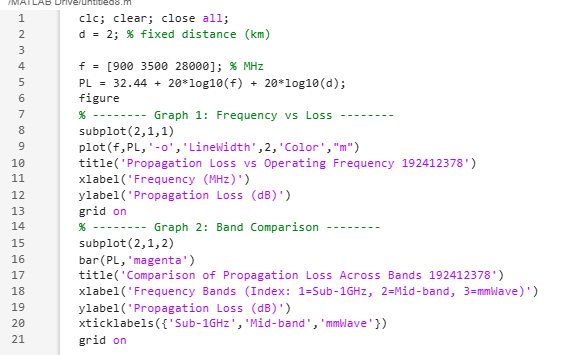 /MATLAB Drive/untitled8.m
1 clc; clear; close all;
2 d = 2; % fixed distance (km)
3
4 f = [900 3500 28000]; % MHz
5 PL = 32.44 + 20*log10(f) + 20*log10(d);
6 figure
7 % -------- Graph 1: Frequency vs Loss --------
8 subplot(2,1,1)
9 plot(f,PL,'-o','LineWidth',2,'Color',"m")
10 title('Propagation Loss vs Operating Frequency 192412378')
11 xlabel('Frequency (MHz)')
12 ylabel('Propagation Loss (dB)')
13 grid on
14 % -------- Graph 2: Band Comparison --------
15 subplot(2,1,2)
16 bar(PL,'magenta')
17 title('Comparison of Propagation Loss Across Bands 192412378')
18 xlabel('Frequency Bands (Index: 1=Sub-1GHz, 2=Mid-band, 3=mmWave)')
19 ylabel('Propagation Loss (dB)')
20 xticklabels({'Sub-1GHz','Mid-band','mmWave'})
21 grid on